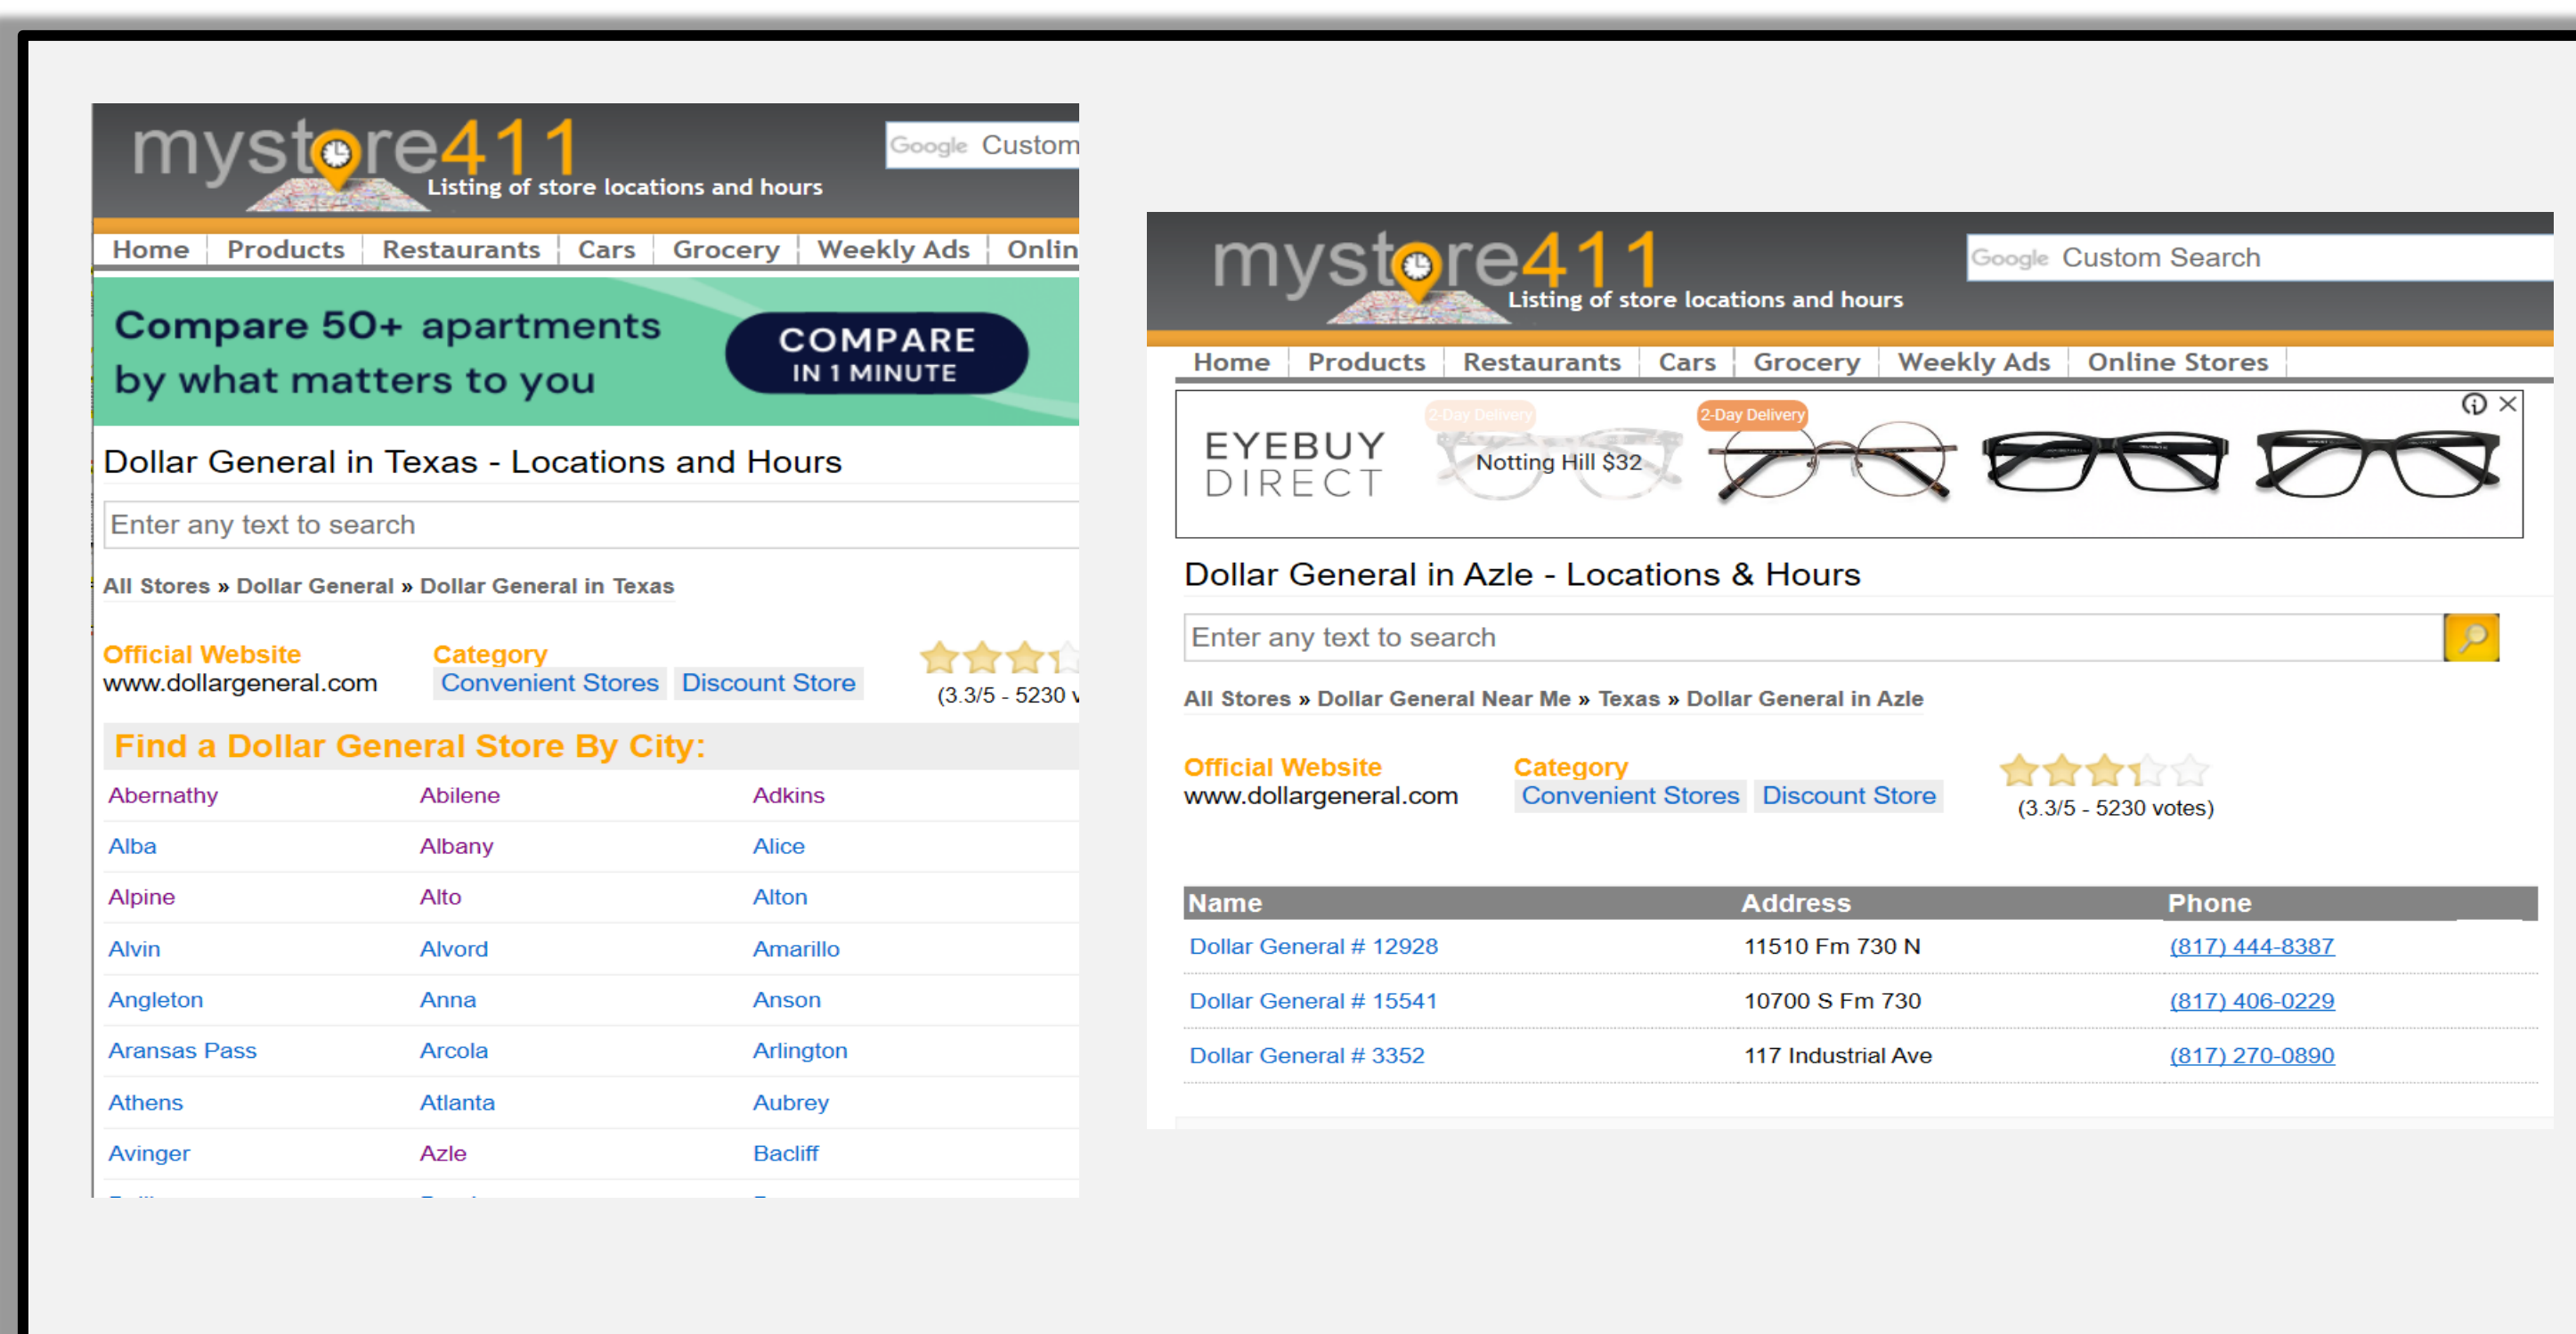 mystore411
Listing of store locations and hours
Google Custom
Home Products Restaurants Cars Grocery Weekly Ads Onlin
Compare 50+ apartments
by what matters to you
COMPARE
IN 1 MINUTE
Dollar General in Texas - Locations and Hours
Enter any text to search
All Stores » Dollar General » Dollar General in Texas
Official Website Category
www.dollargeneral.com Convenient Stores Discount Store
(3.3/5 - 5230 v
Find a Dollar General Store By City:
Abernathy Abilene Adkins
Alba Albany Alice
Alpine Alto Alton
Alvin Alvord Amarillo
Angleton Anna Anson
Aransas Pass Arcola Arlington
Athens Atlanta Aubrey
Avinger Azle Bacliff
mystore411
Listing of store locations and hours
Google Custom Search
Home Products Restaurants Cars Grocery Weekly Ads Online Stores
EYEBUY
DIRECT
2-Day Delivery
Notting Hill $32
2-Day Delivery
Dollar General in Azle - Locations & Hours
Enter any text to search
All Stores » Dollar General Near Me » Texas » Dollar General in Azle
Official Website Category
www.dollargeneral.com Convenient Stores Discount Store
(3.3/5 - 5230 votes)
Name Address Phone
Dollar General # 12928 11510 Fm 730 N (817) 444-8387
Dollar General # 15541 10700 S Fm 730 (817) 406-0229
Dollar General # 3352 117 Industrial Ave (817) 270-0890